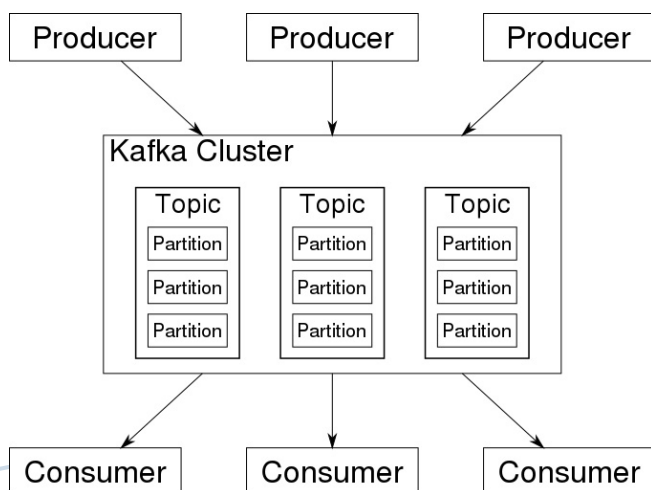 Producer Producer Producer
Kafka Cluster
Topic Topic Topic
Partition Partition Partition
Partition Partition Partition
Partition Partition Partition
Consumer Consumer Consumer